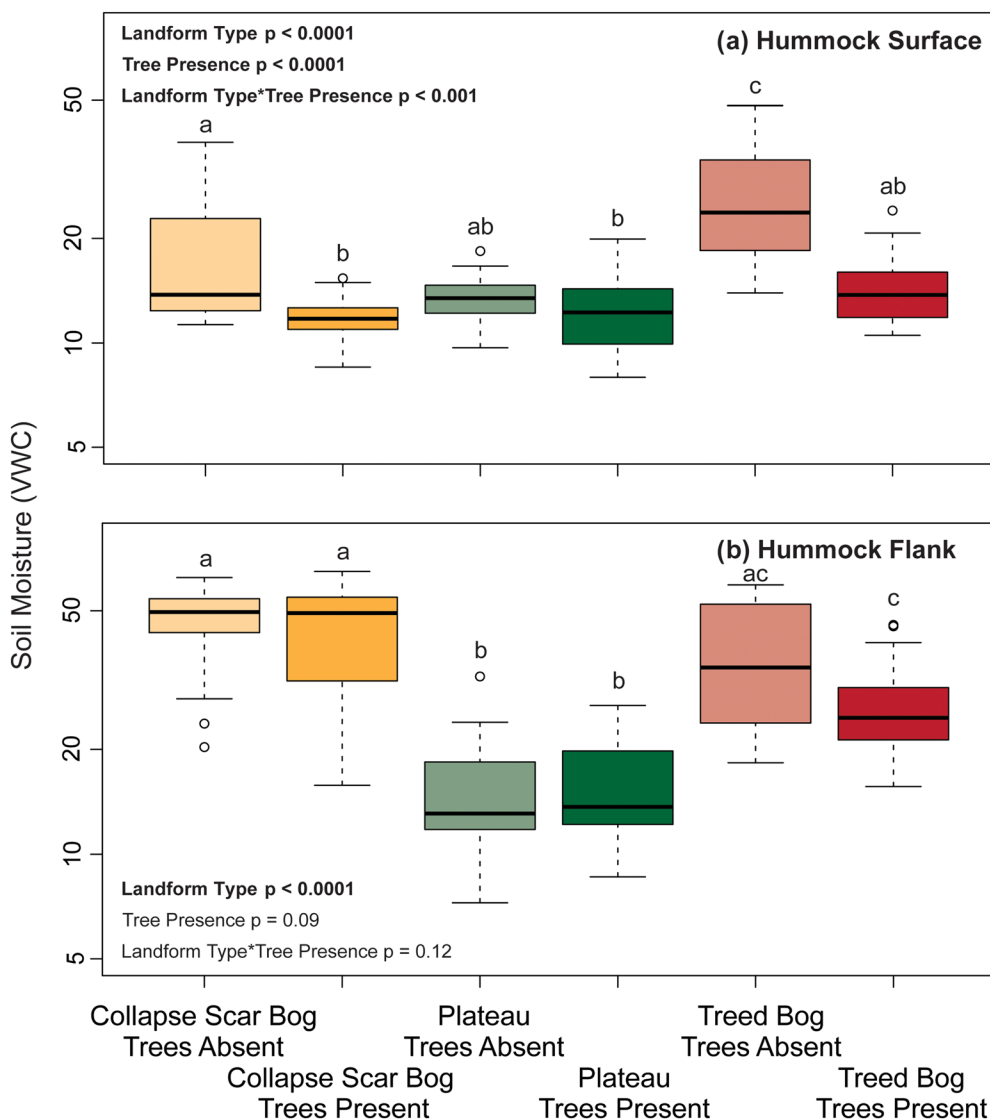 Landform Type p < 0.0001
Tree Presence p < 0.0001
Landform Type*Tree Presence p < 0.001
(a) Hummock Surface
a
b
ab
b
c
ab
50
20
10
5
Soil Moisture (VWC)
(b) Hummock Flank
a
a
b
b
ac
c
50
20
10
5
Landform Type p < 0.0001
Tree Presence p = 0.09
Landform Type*Tree Presence p = 0.12
Collapse Scar Bog
Trees Absent
Collapse Scar Bog
Trees Present
Plateau
Trees Absent
Plateau
Trees Present
Treed Bog
Trees Absent
Treed Bog
Trees Present